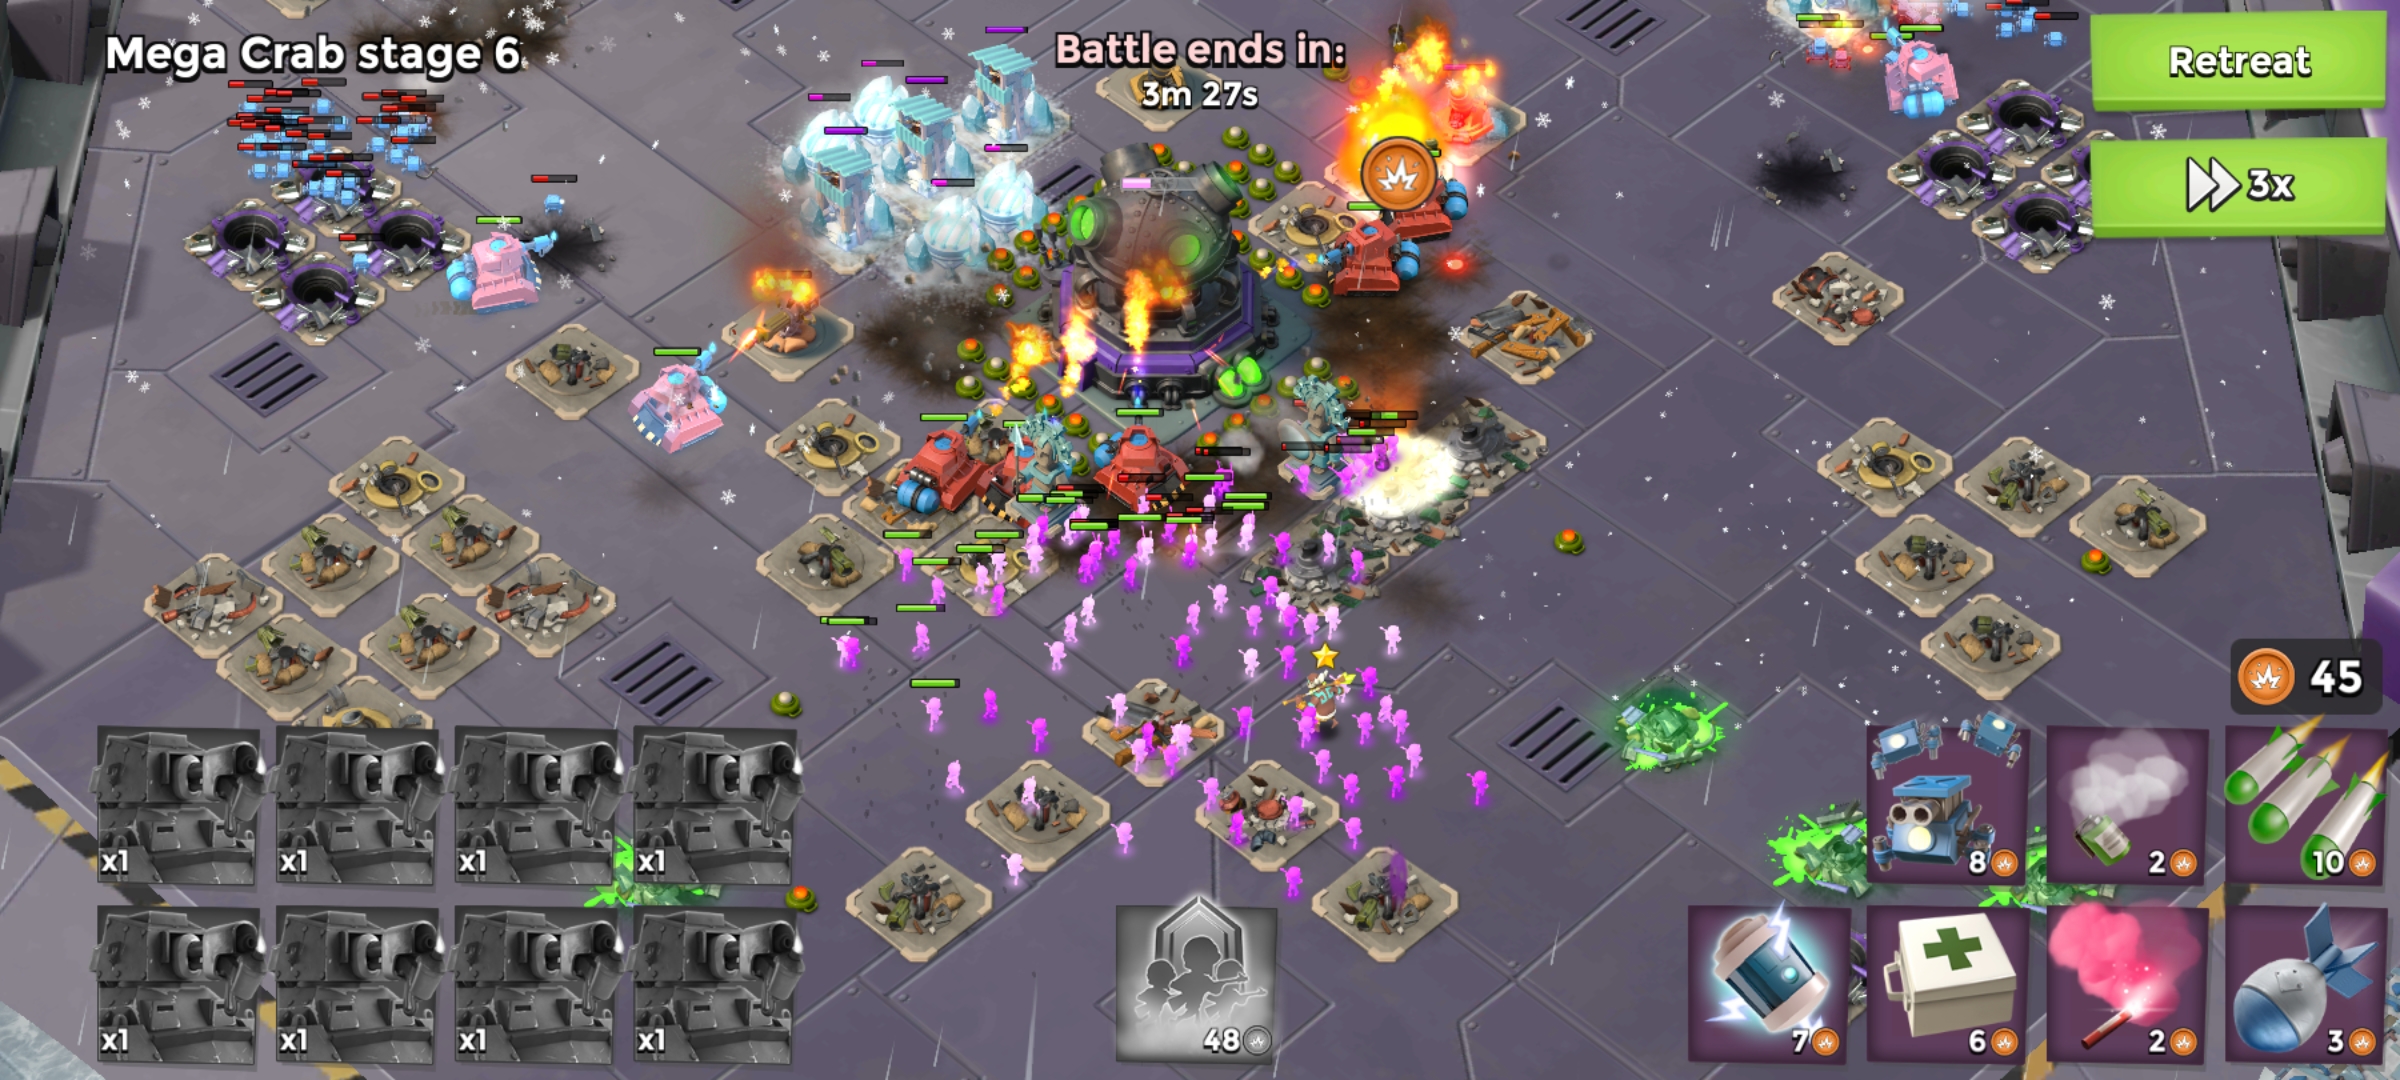 Mega Crab stage 6
Battle ends in:
3m 27s
Retreat
3x
45
x1
x1
x1
x1
8
2
10
x1
x1
x1
x1
48
7
6
2
3